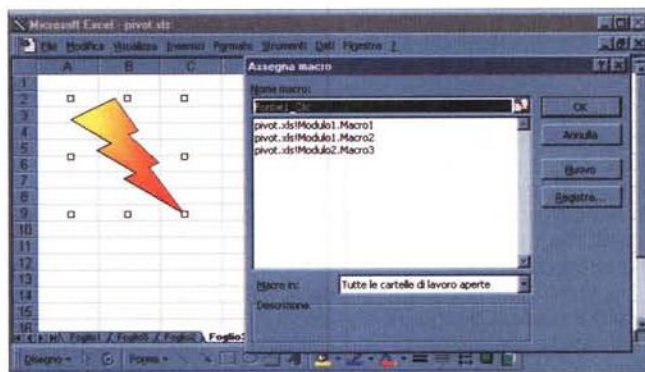 Microsoft Excel - pivot.xls
File Modifica Visualizza Inserisci Formato Strumenti Dati Finestra ?
A B C
Assegna macro
Nome macro:
pivot.xls!Modulo1.Macro1
pivot.xls!Modulo1.Macro2
pivot.xls!Modulo2.Macro3
OK
Annulla
Nuovo
Registra...
Macro in:
Tutte le cartelle di lavoro aperte
Descrizione
1
2
3
4
5
6
7
8
9
10
11
12
13
14
15
16
Foglio1 Foglio5 Foglio2 Foglio3
Disegno Forme